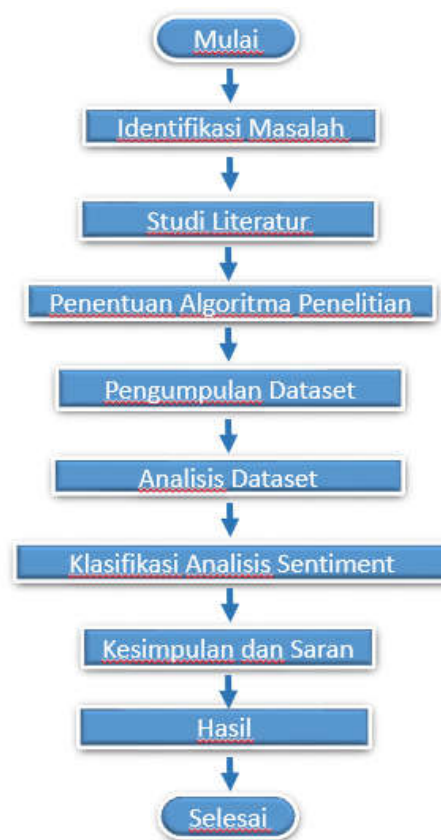 Mulai
Identifikasi Masalah
Studi Literatur
Penentuan Algoritma Penelitian
Pengumpulan Dataset
Analisis Dataset
Klasifikasi Analisis Sentiment
Kesimpulan dan Saran
Hasil
Selesai